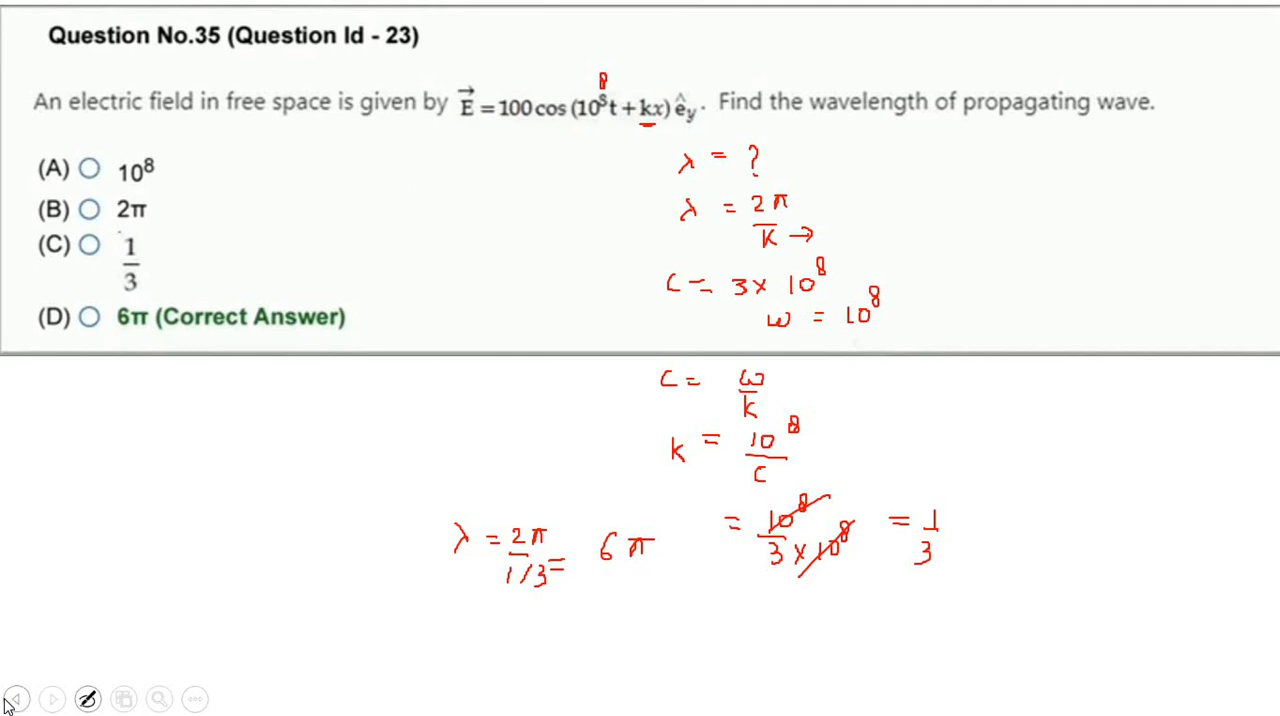 Question No.35 (Question Id - 23)
8
An electric field in free space is given by E⃗ = 100 cos (10⁸t + kx) ê_y . Find the wavelength of propagating wave.
(A) 10⁸
(B) 2π
(C) 1/3
(D) 6π (Correct Answer)
λ = ?
λ = 2π/K →
C = 3 × 10⁸
ω = 10⁸
C = ω/k
k = 10⁸/C
= 10⁸/3×10⁸ = 1/3
λ = 2π/1/3 = 6π